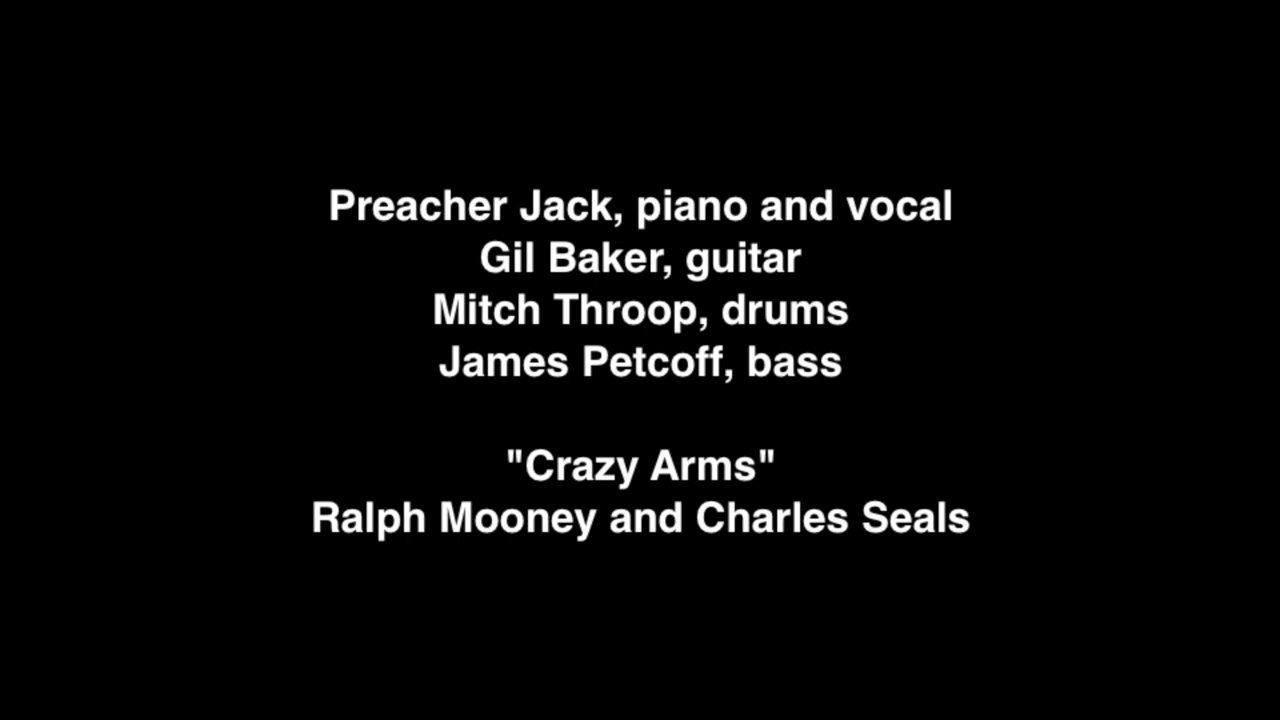 Preacher Jack, piano and vocal
Gil Baker, guitar
Mitch Throop, drums
James Petcoff, bass
"Crazy Arms"
Ralph Mooney and Charles Seals